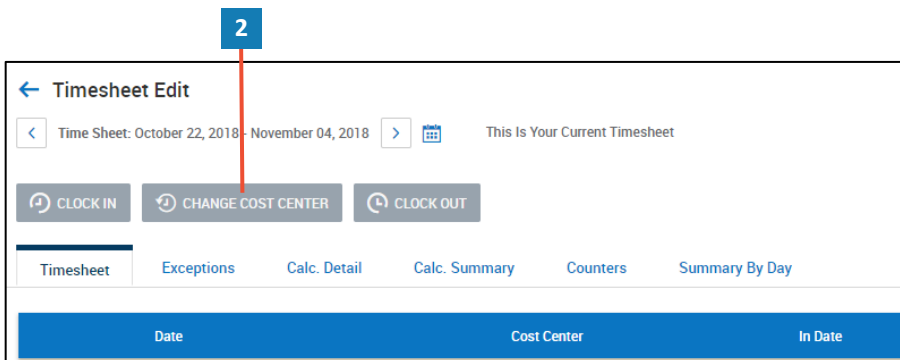 2
Timesheet Edit
Time Sheet: October 22, 2018 - November 04, 2018 This Is Your Current Timesheet
CLOCK IN CHANGE COST CENTER CLOCK OUT
Timesheet Exceptions Calc. Detail Calc. Summary Counters Summary By Day
Date Cost Center In Date